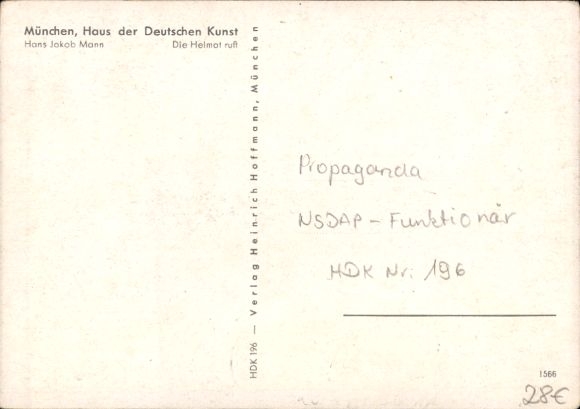 München, Haus der Deutschen Kunst
Hans Jakob Mann Die Heimat ruft
HDK 196 — Verlag Heinrich Hoffmann, München
Propaganda
NSDAP - Funktionär
HDK Nr. 196
1566
28€